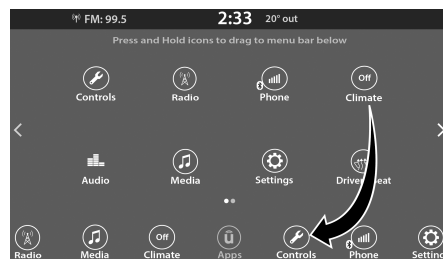 FM: 99.5 2:33 20° out
Press and Hold icons to drag to menu bar below
Off
Controls Radio Phone Climate
Audio Media Settings Driver Seat
Off ū
Radio Media Climate Apps Controls Phone Settin